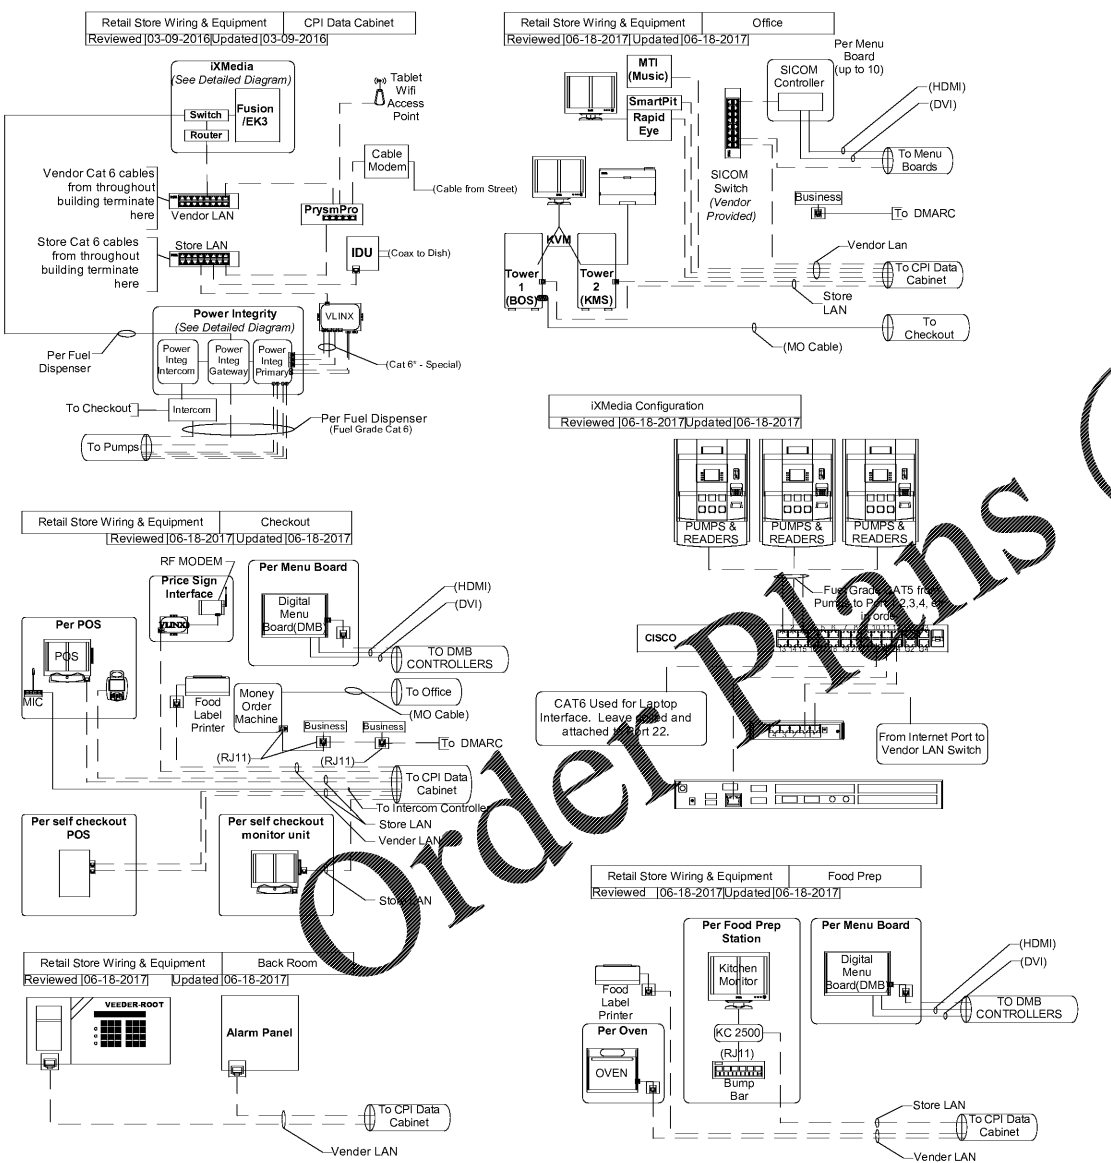 Retail Store Wiring & Equipment
CPI Data Cabinet
Reviewed
03-09-2016
Updated
03-09-2016
iXMedia
(See Detailed Diagram)
Fusion
/EK3
Switch
Router
Tablet
Wifi
Access
Point
Cable
Modem
(Cable from Street)
Vendor Cat 6 cables
from throughout
building terminate
here
Vendor LAN
PrysmPro
Store Cat 6 cables
from throughout
building terminate
here
Store LAN
IDU
(Coax to Dish)
Power Integrity
(See Detailed Diagram)
VLINX
Power
Integ
Intercom
Power
Integ
Gateway
Power
Integ
Primary
Per Fuel
Dispenser
(Cat 6* - Special)
To Checkout
Intercom
Per Fuel Dispenser
(Fuel Grade Cat 6)
To Pumps
Retail Store Wiring & Equipment
Office
Reviewed
06-18-2017
Updated
06-18-2017
MTI
(Music)
SmartPit
Rapid
Eye
SICOM
Controller
Per Menu
Board
(up to 10)
(HDMI)
(DVI)
To Menu
Boards
SICOM
Switch
(Vendor
Provided)
Business
To DMARC
KVM
Tower
1
(BOS)
Tower
2
(KMS)
Vendor Lan
To CPI Data
Cabinet
Store
LAN
To
Checkout
(MO Cable)
iXMedia Configuration
Reviewed
06-18-2017
Updated
06-18-2017
PUMPS &
READERS
PUMPS &
READERS
PUMPS &
READERS
CISCO
CAT6 Used for Laptop
Interface. Leave
and
attached
Port 22.
From Internet Port to
Vendor LAN Switch
Retail Store Wiring & Equipment
Checkout
Reviewed
06-18-2017
Updated
06-18-2017
RF MODEM
Price Sign
Interface
VLINX
Per Menu Board
Digital
Menu
Board(DMB)
(HDMI)
(DVI)
TO DMB
CONTROLLERS
Per POS
POS
MIC
Food
Label
Printer
Money
Order
Machine
To Office
(MO Cable)
Business
Business
To DMARC
(RJ11)
(RJ11)
To CPI Data
Cabinet
To Intercom Controller
Store LAN
Vender LAN
Per self checkout
POS
Per self checkout
monitor unit
Store LAN
Retail Store Wiring & Equipment
Back Room
Reviewed
06-18-2017
Updated
06-18-2017
VEEDER-ROOT
Alarm Panel
To CPI Data
Cabinet
Vender LAN
Retail Store Wiring & Equipment
Food Prep
Reviewed
06-18-2017
Updated
06-18-2017
Per Food Prep
Station
Kitchen
Monitor
KC 2500
(RJ11)
Bump
Bar
Per Menu Board
Digital
Menu
Board(DMB)
(HDMI)
(DVI)
TO DMB
CONTROLLERS
Food
Label
Printer
Per Oven
OVEN
Store LAN
To CPI Data
Cabinet
Vender LAN
Order Plans